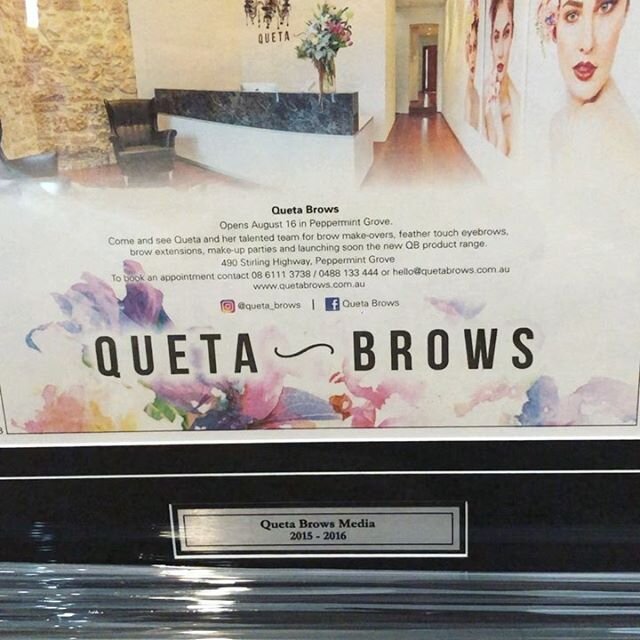 QUETA
Queta Brows
Opens August 16 in Peppermint Grove.
Come and see Queta and her talented team for brow make-overs, feather touch eyebrows,
brow extensions, make-up parties and launching soon the new QB product range.
490 Stirling Highway, Peppermint Grove
To book an appointment contact 08 6111 3738 / 0488 133 444 or hello@quetabrows.com.au
www.quetabrows.com.au
@queta_brows | Queta Brows
QUETA BROWS
Queta Brows Media
2015 - 2016